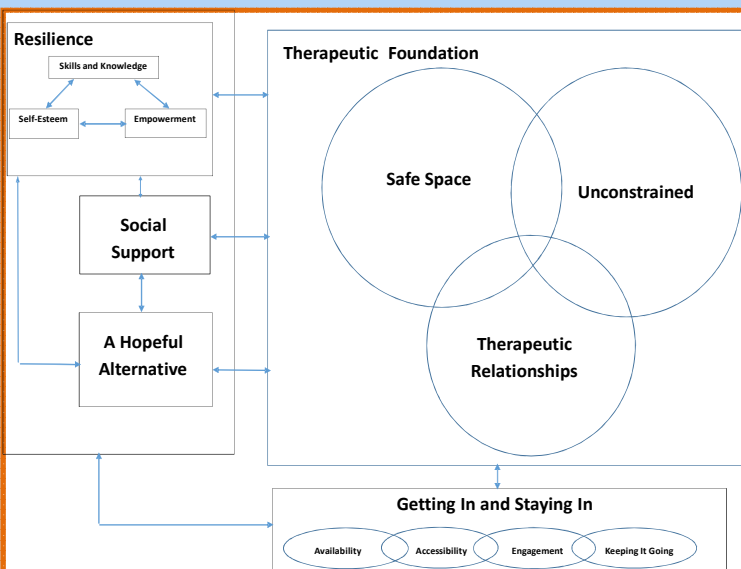 Resilience
Skills and Knowledge
Self-Esteem
Empowerment
Social
Support
A Hopeful
Alternative
Therapeutic Foundation
Safe Space
Unconstrained
Therapeutic
Relationships
Getting In and Staying In
Availability
Accessibility
Engagement
Keeping It Going